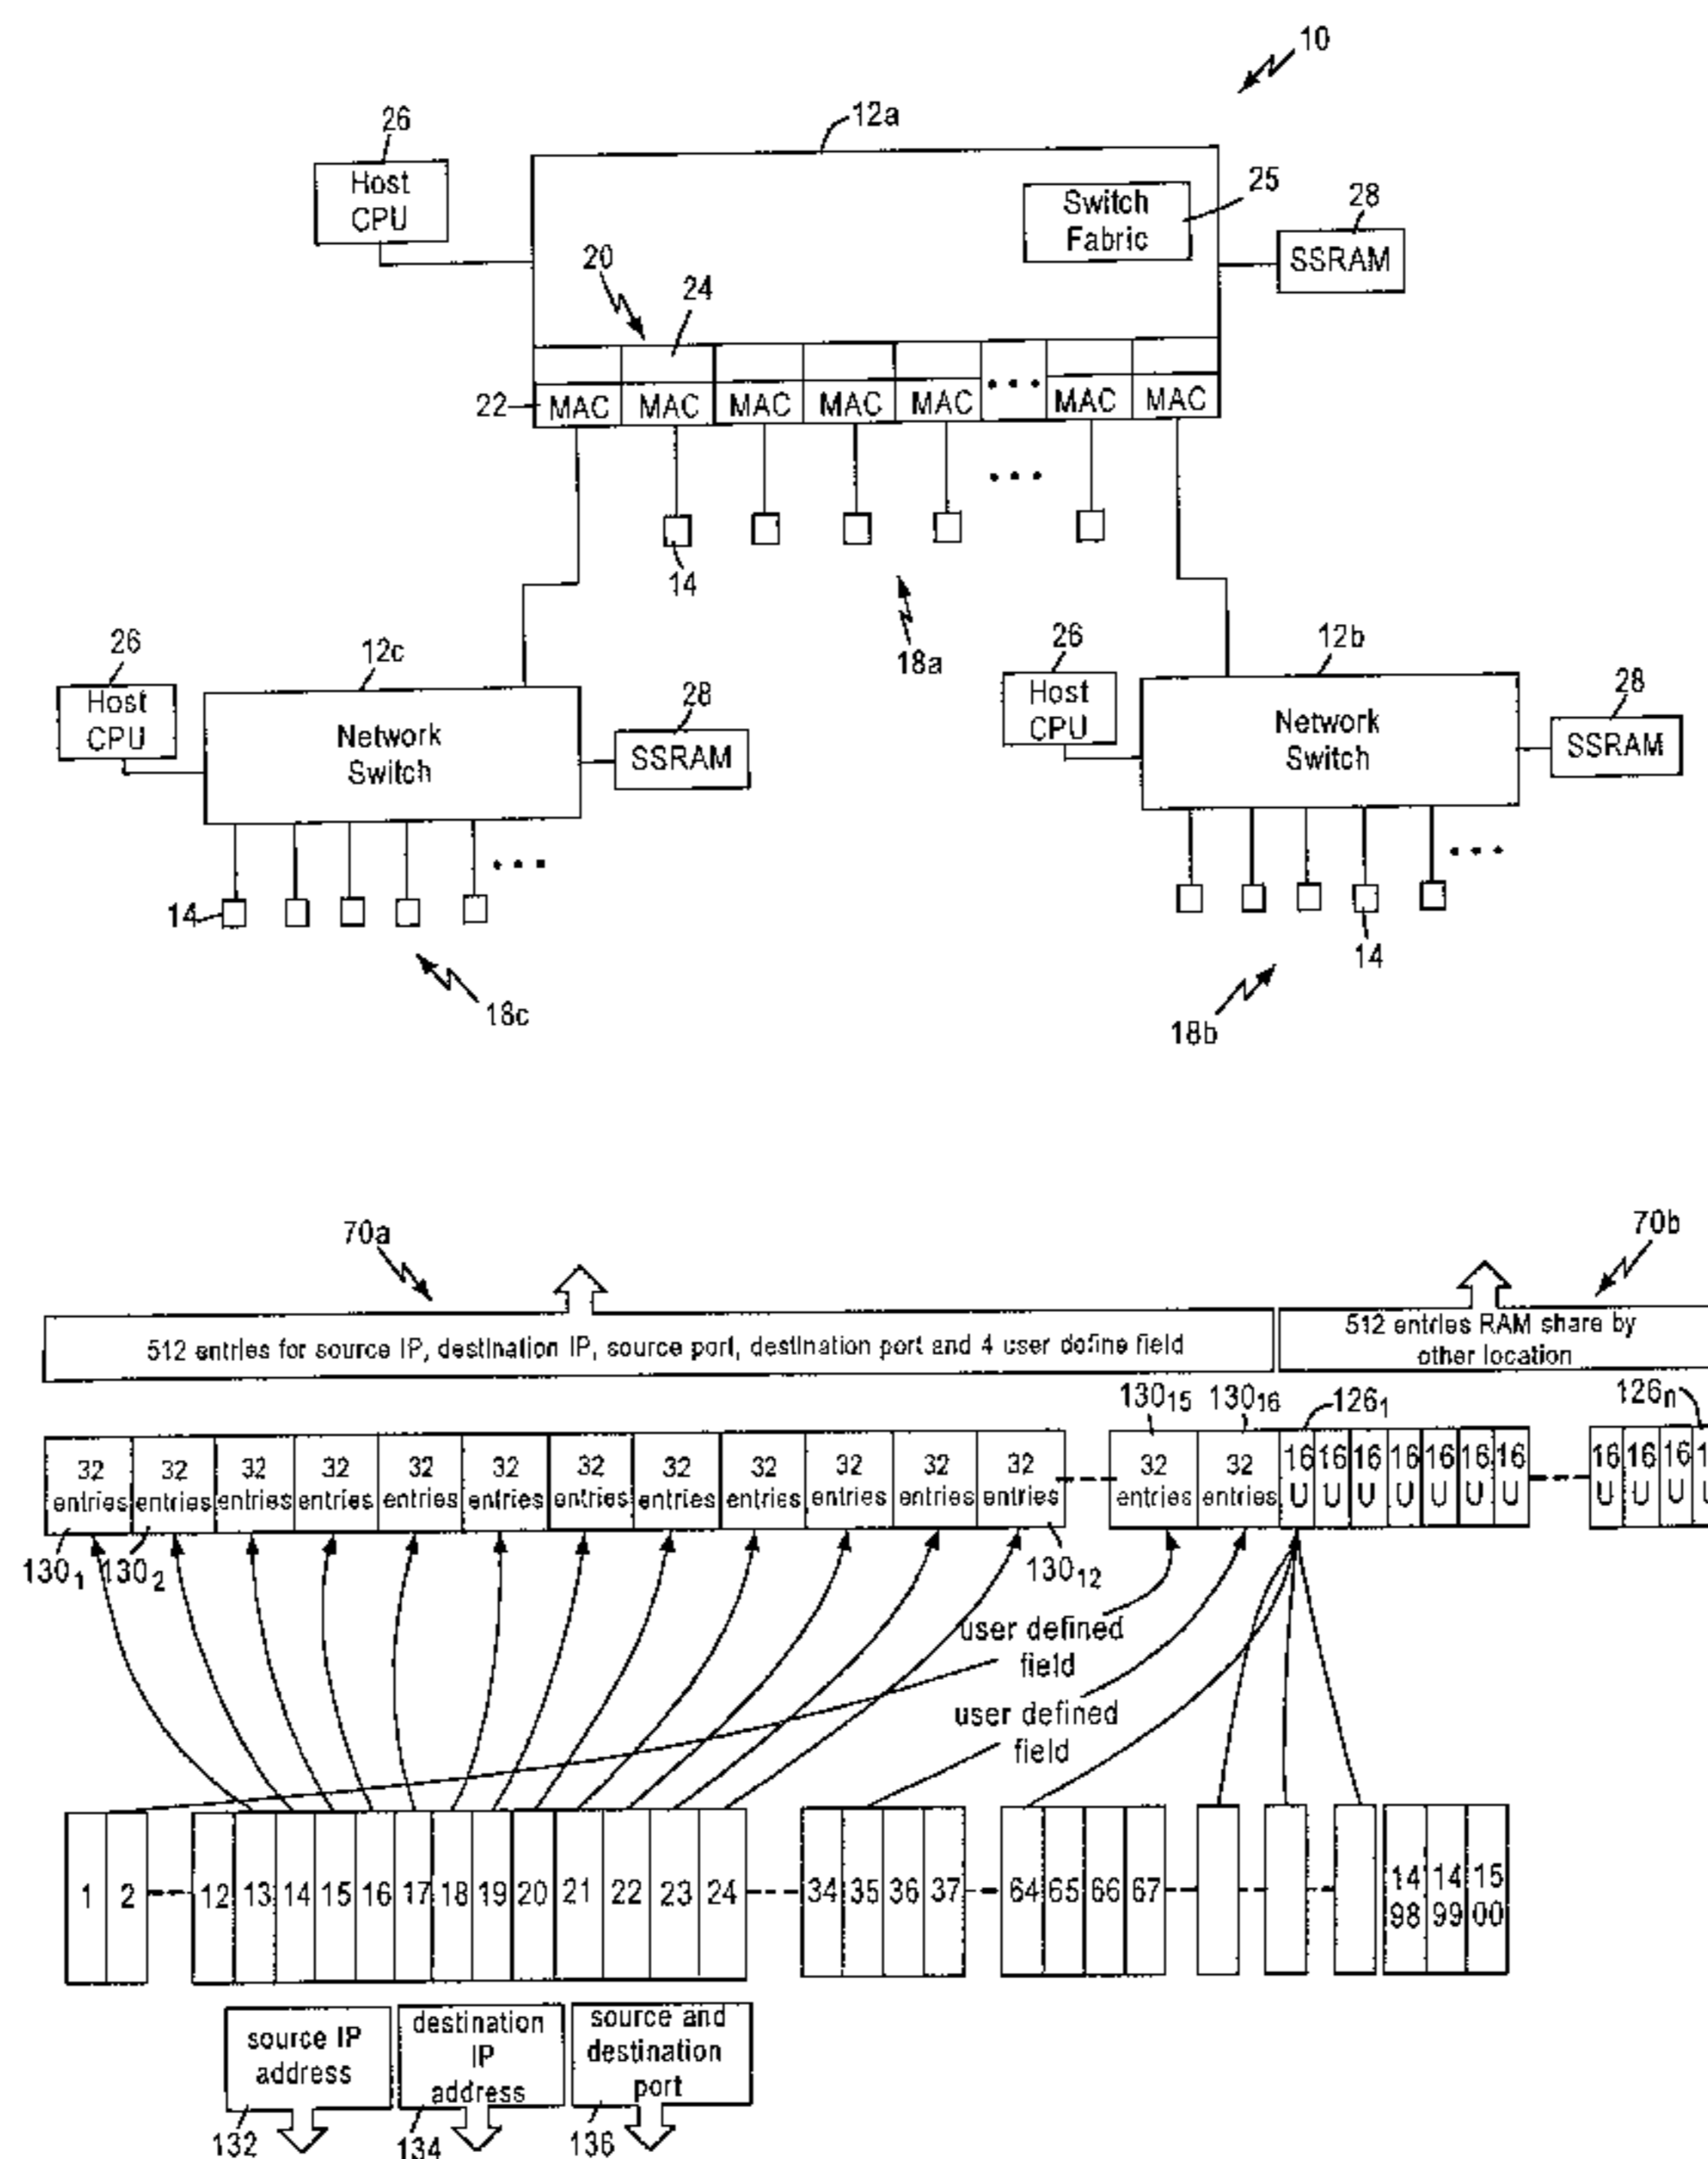 10
12a
26
Host
CPU
Switch
Fabric
25
28
SSRAM
20
24
22
MAC MAC MAC MAC MAC ••• MAC MAC
•••
14
18a
26
Host
CPU
12c
Network
Switch
28
SSRAM
•••
14
18c
26
Host
CPU
12b
Network
Switch
28
SSRAM
•••
14
18b
70a
70b
512 entries for source IP, destination IP, source port, destination port and 4 user define field
512 entries RAM share by
other location
130₁₅ 130₁₆ 126₁ 126ₙ
32 32 32 32 32 32 32 32 32 32 32 32 32 32 16 16 16 16 16 16 16 16 16 16
entries entries entries entries entries entries entries entries entries entries entries entries entries entries U U U U U U U U U U
130₁ 130₂ 130₁₂
user defined
field
user defined
field
1 2 12 13 14 15 16 17 18 19 20 21 22 23 24 34 35 36 37 64 65 66 67 14 14 15
98 99 00
source IP
address
destination
IP
address
source and
destination
port
132 134 136